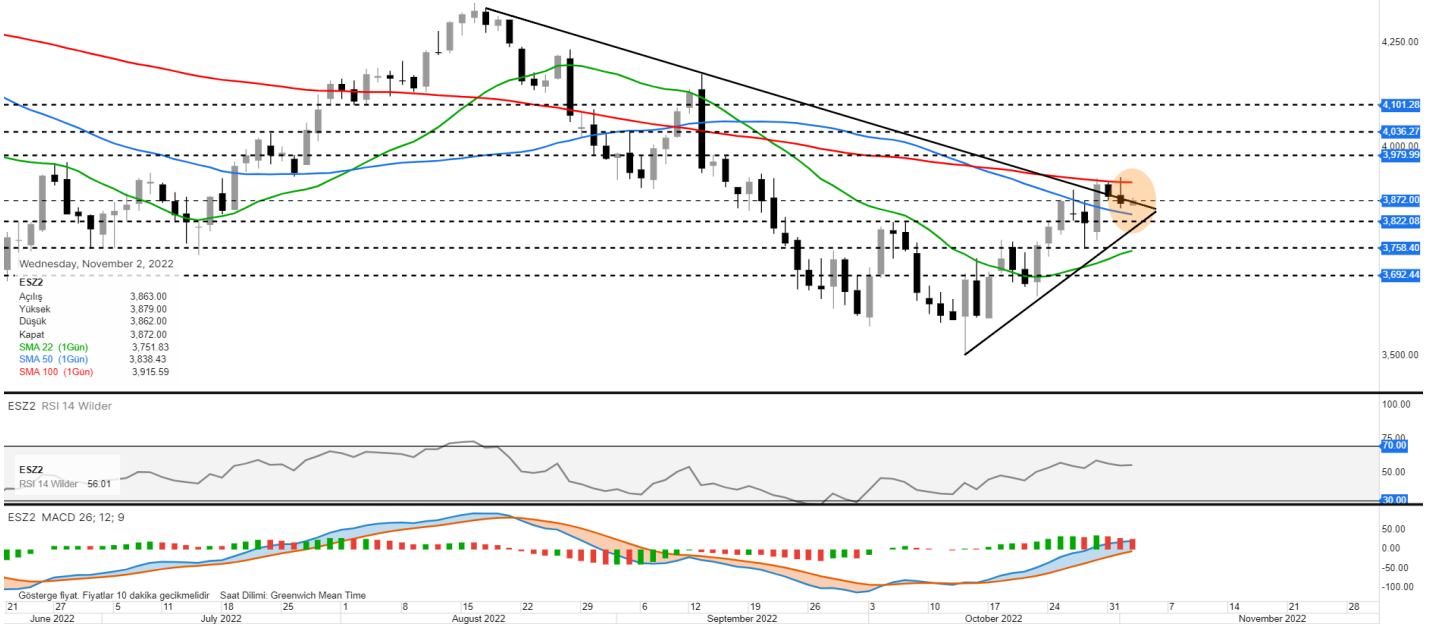 4,250.00
4,101.28
4,036.27
4,000.00
3,979.99
3,872.00
3,822.08
3,758.40
3,692.44
3,500.00
Wednesday, November 2, 2022
ESZ2
Açılış 3,863.00
Yüksek 3,879.00
Düşük 3,862.00
Kapat 3,872.00
SMA 22 (1Gün) 3,751.83
SMA 50 (1Gün) 3,838.43
SMA 100 (1Gün) 3,915.59
ESZ2 RSI 14 Wilder
100.00
75.00
70.00
50.00
30.00
ESZ2
RSI 14 Wilder 56.01
ESZ2 MACD 26; 12; 9
50.00
0.00
-50.00
-100.00
Gösterge fiyat. Fiyatlar 10 dakika gecikmelidir Saat Dilimi: Greenwich Mean Time
21 27 5 11 18 25 1 8 15 22 29 6 12 19 26 3 10 17 24 31 7 14 21 28
June 2022 July 2022 August 2022 September 2022 October 2022 November 2022